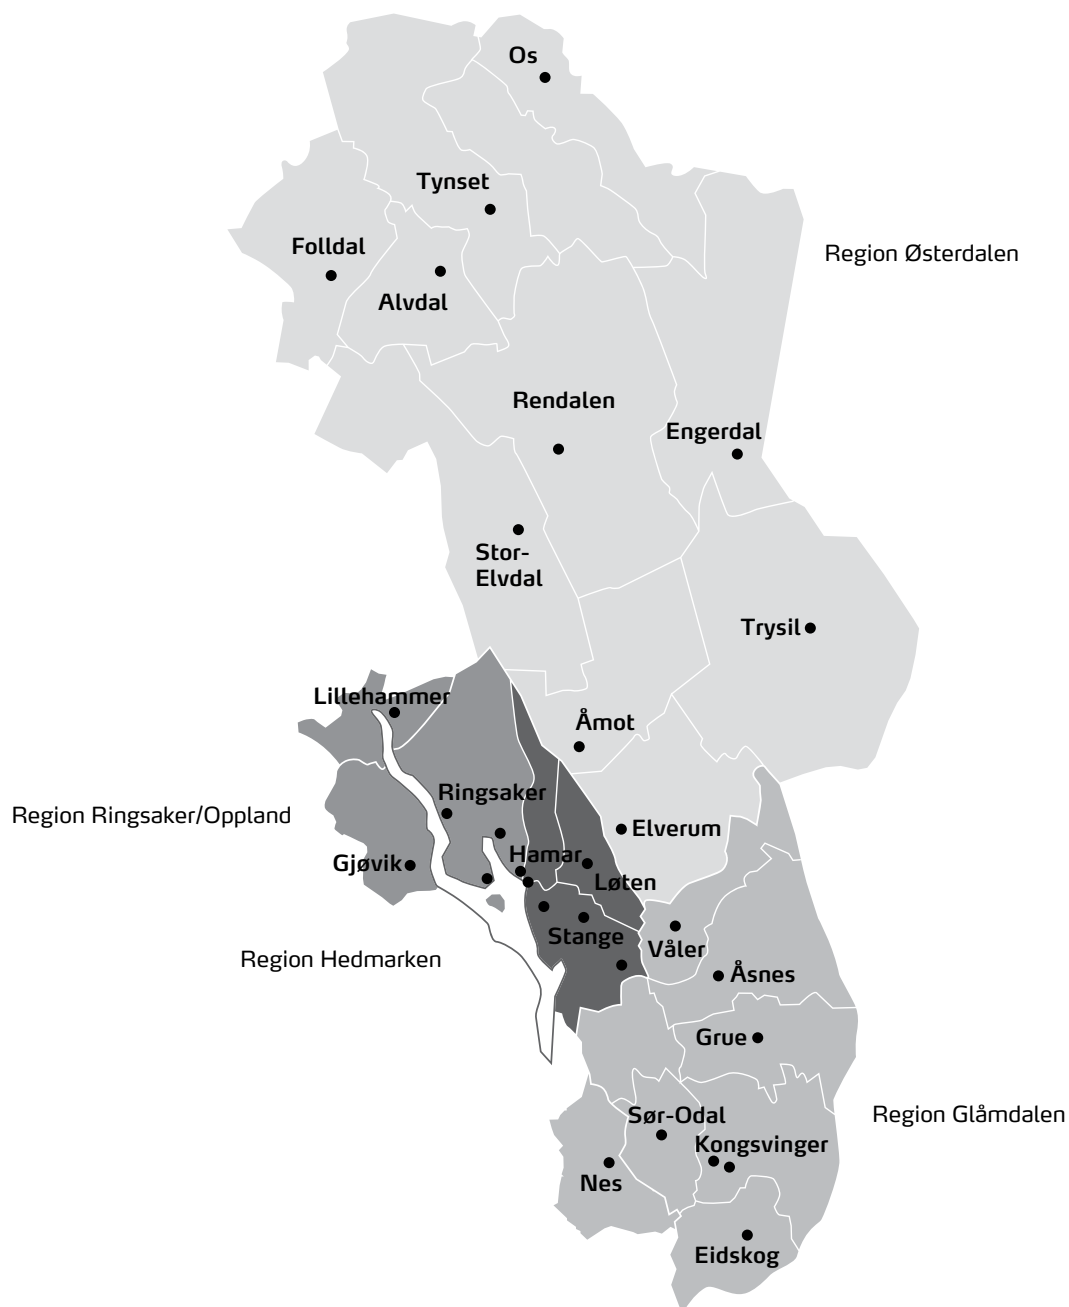 Os
Tynset
Region Østerdalen
Folldal
Alvdal
Rendalen
Engerdal
Stor-
Elvdal
Trysil
Lillehammer
Åmot
Ringsaker
Region Ringsaker/Oppland
Elverum
Hamar
Gjøvik
Løten
Stange
Våler
Region Hedmarken
Åsnes
Grue
Sør-Odal
Region Glåmdalen
Kongsvinger
Nes
Eidskog